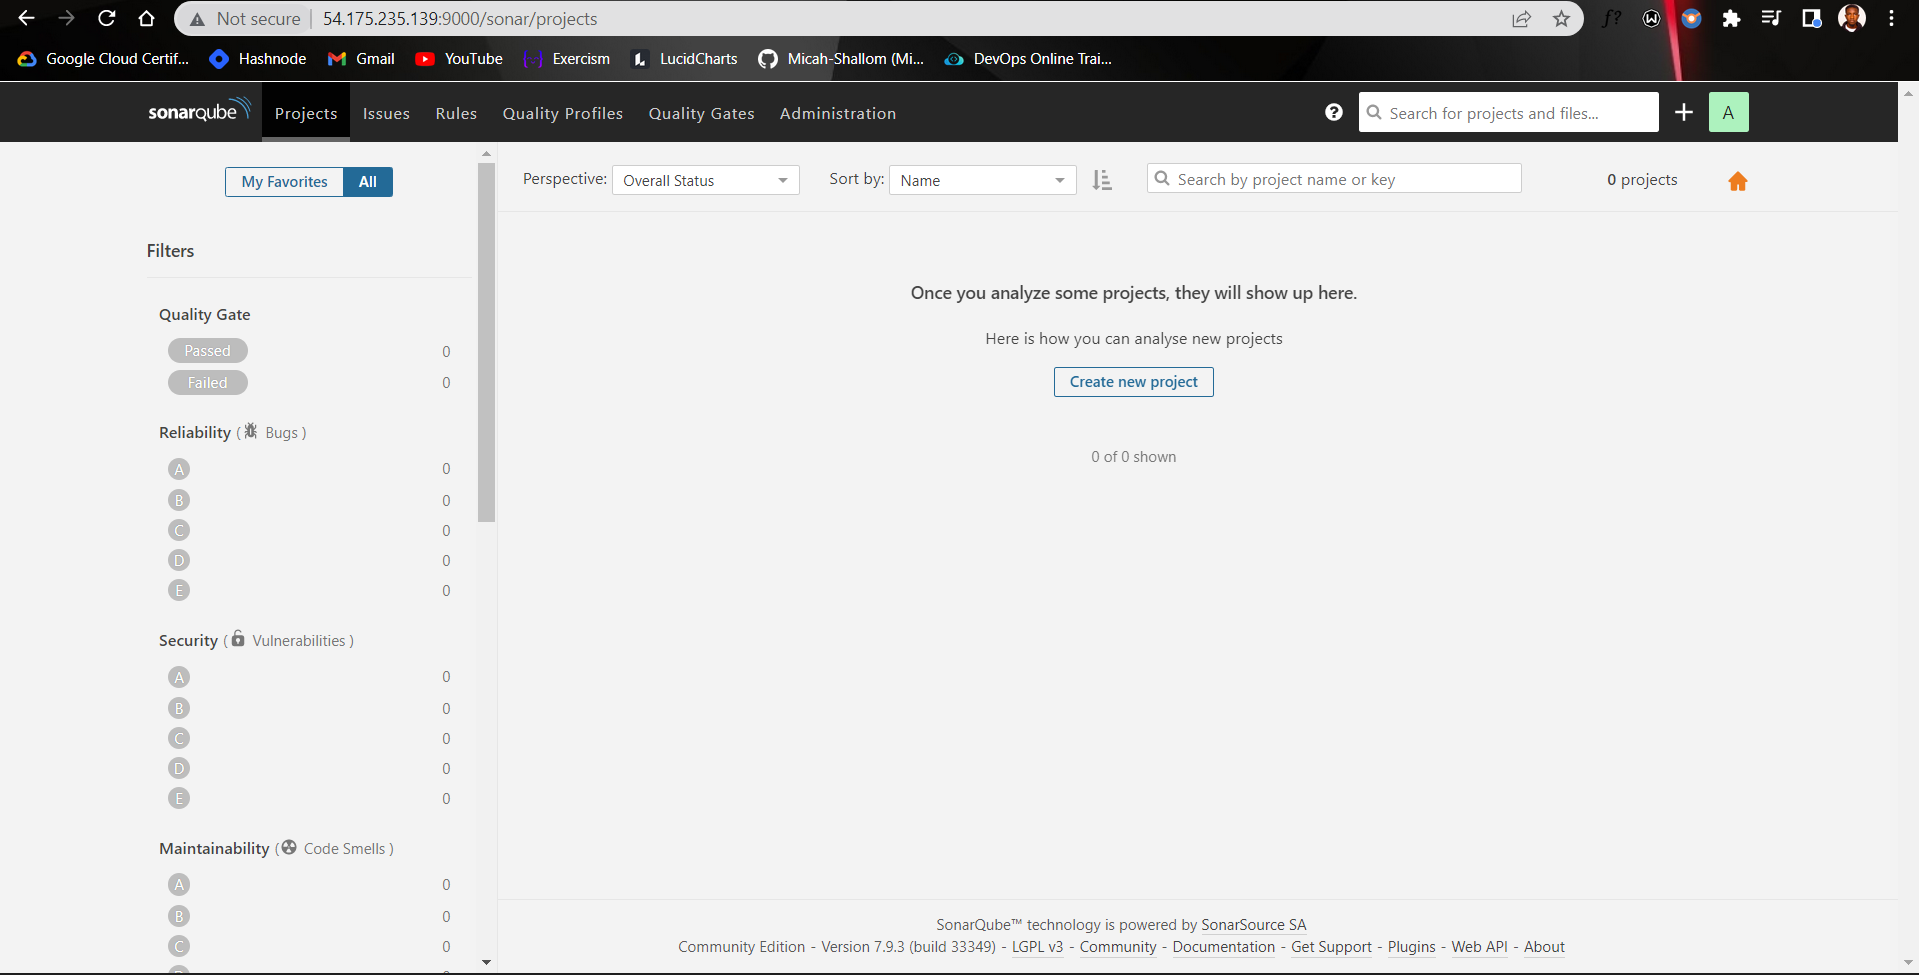 Not secure 54.175.235.139:9000/sonar/projects
f?
W
Google Cloud Certif... Hashnode Gmail YouTube Exercism LucidCharts Micah-Shallom (Mi... DevOps Online Trai...
sonarqube Projects Issues Rules Quality Profiles Quality Gates Administration ? Search for projects and files... + A
My Favorites All
Perspective: Overall Status Sort by: Name Search by project name or key 0 projects
Filters
Quality Gate
Passed 0
Failed 0
Reliability ( Bugs )
A 0
B 0
C 0
D 0
E 0
Security ( Vulnerabilities )
A 0
B 0
C 0
D 0
E 0
Maintainability ( Code Smells )
A 0
B 0
C 0
Once you analyze some projects, they will show up here.
Here is how you can analyse new projects
Create new project
0 of 0 shown
SonarQube™ technology is powered by SonarSource SA
Community Edition - Version 7.9.3 (build 33349) - LGPL v3 - Community - Documentation - Get Support - Plugins - Web API - About